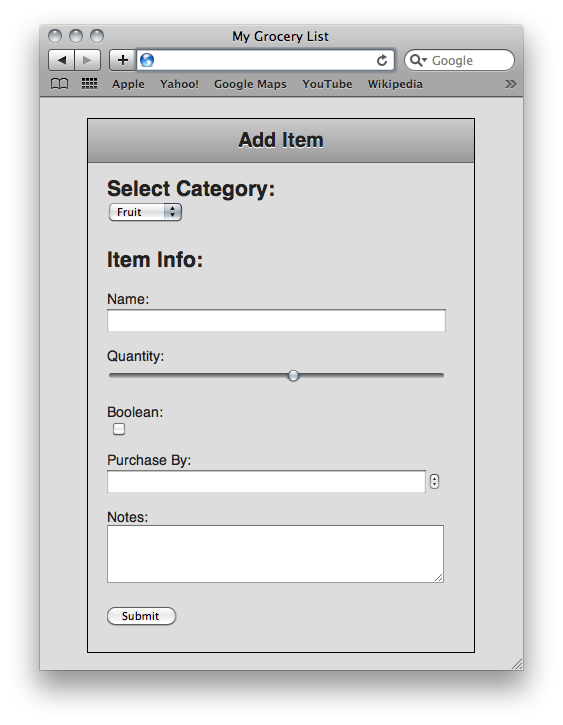 My Grocery List
Google
Apple Yahoo! Google Maps YouTube Wikipedia
Add Item
Select Category:
Fruit
Item Info:
Name:
Quantity:
Boolean:
Purchase By:
Notes:
Submit